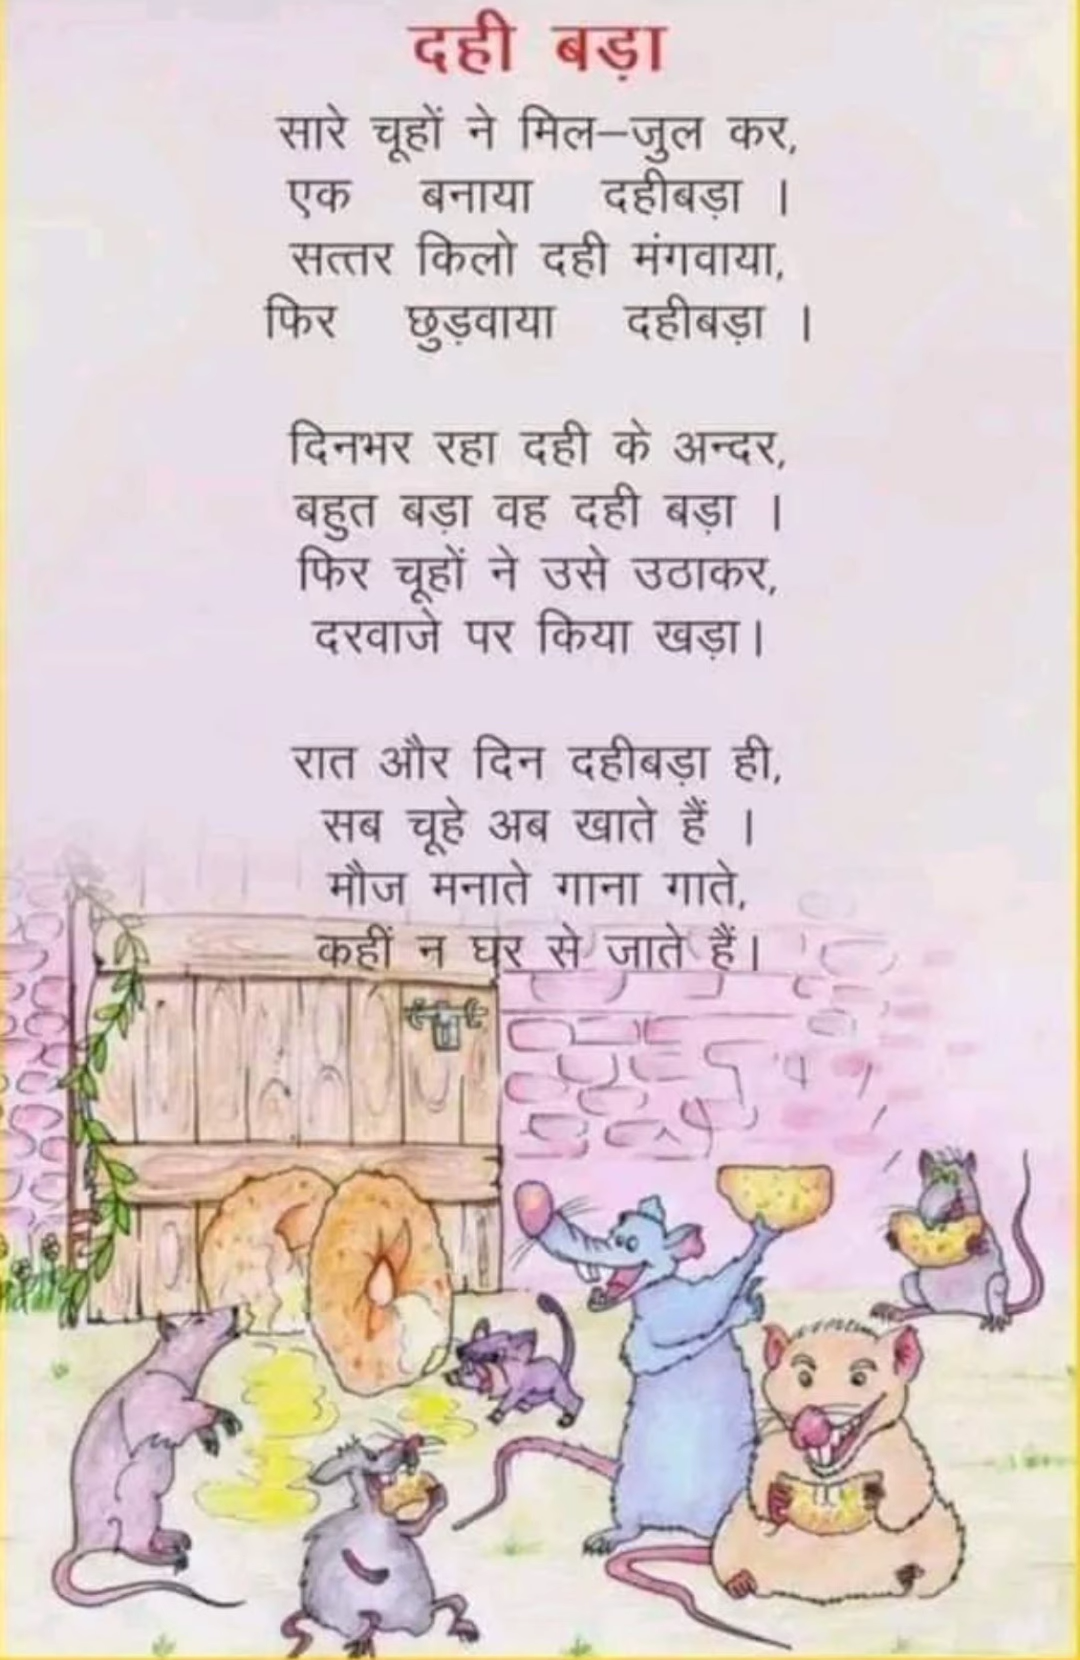 दही बड़ा
सारे चूहों ने मिल–जुल कर,
एक बनाया दहीबड़ा ।
सत्तर किलो दही मंगवाया,
फिर छुड़वाया दहीबड़ा ।
दिनभर रहा दही के अन्दर,
बहुत बड़ा वह दही बड़ा ।
फिर चूहों ने उसे उठाकर,
दरवाजे पर किया खड़ा।
रात और दिन दहीबड़ा ही,
सब चूहे अब खाते हैं ।
मौज मनाते गाना गाते,
कहीं न घर से जाते हैं।